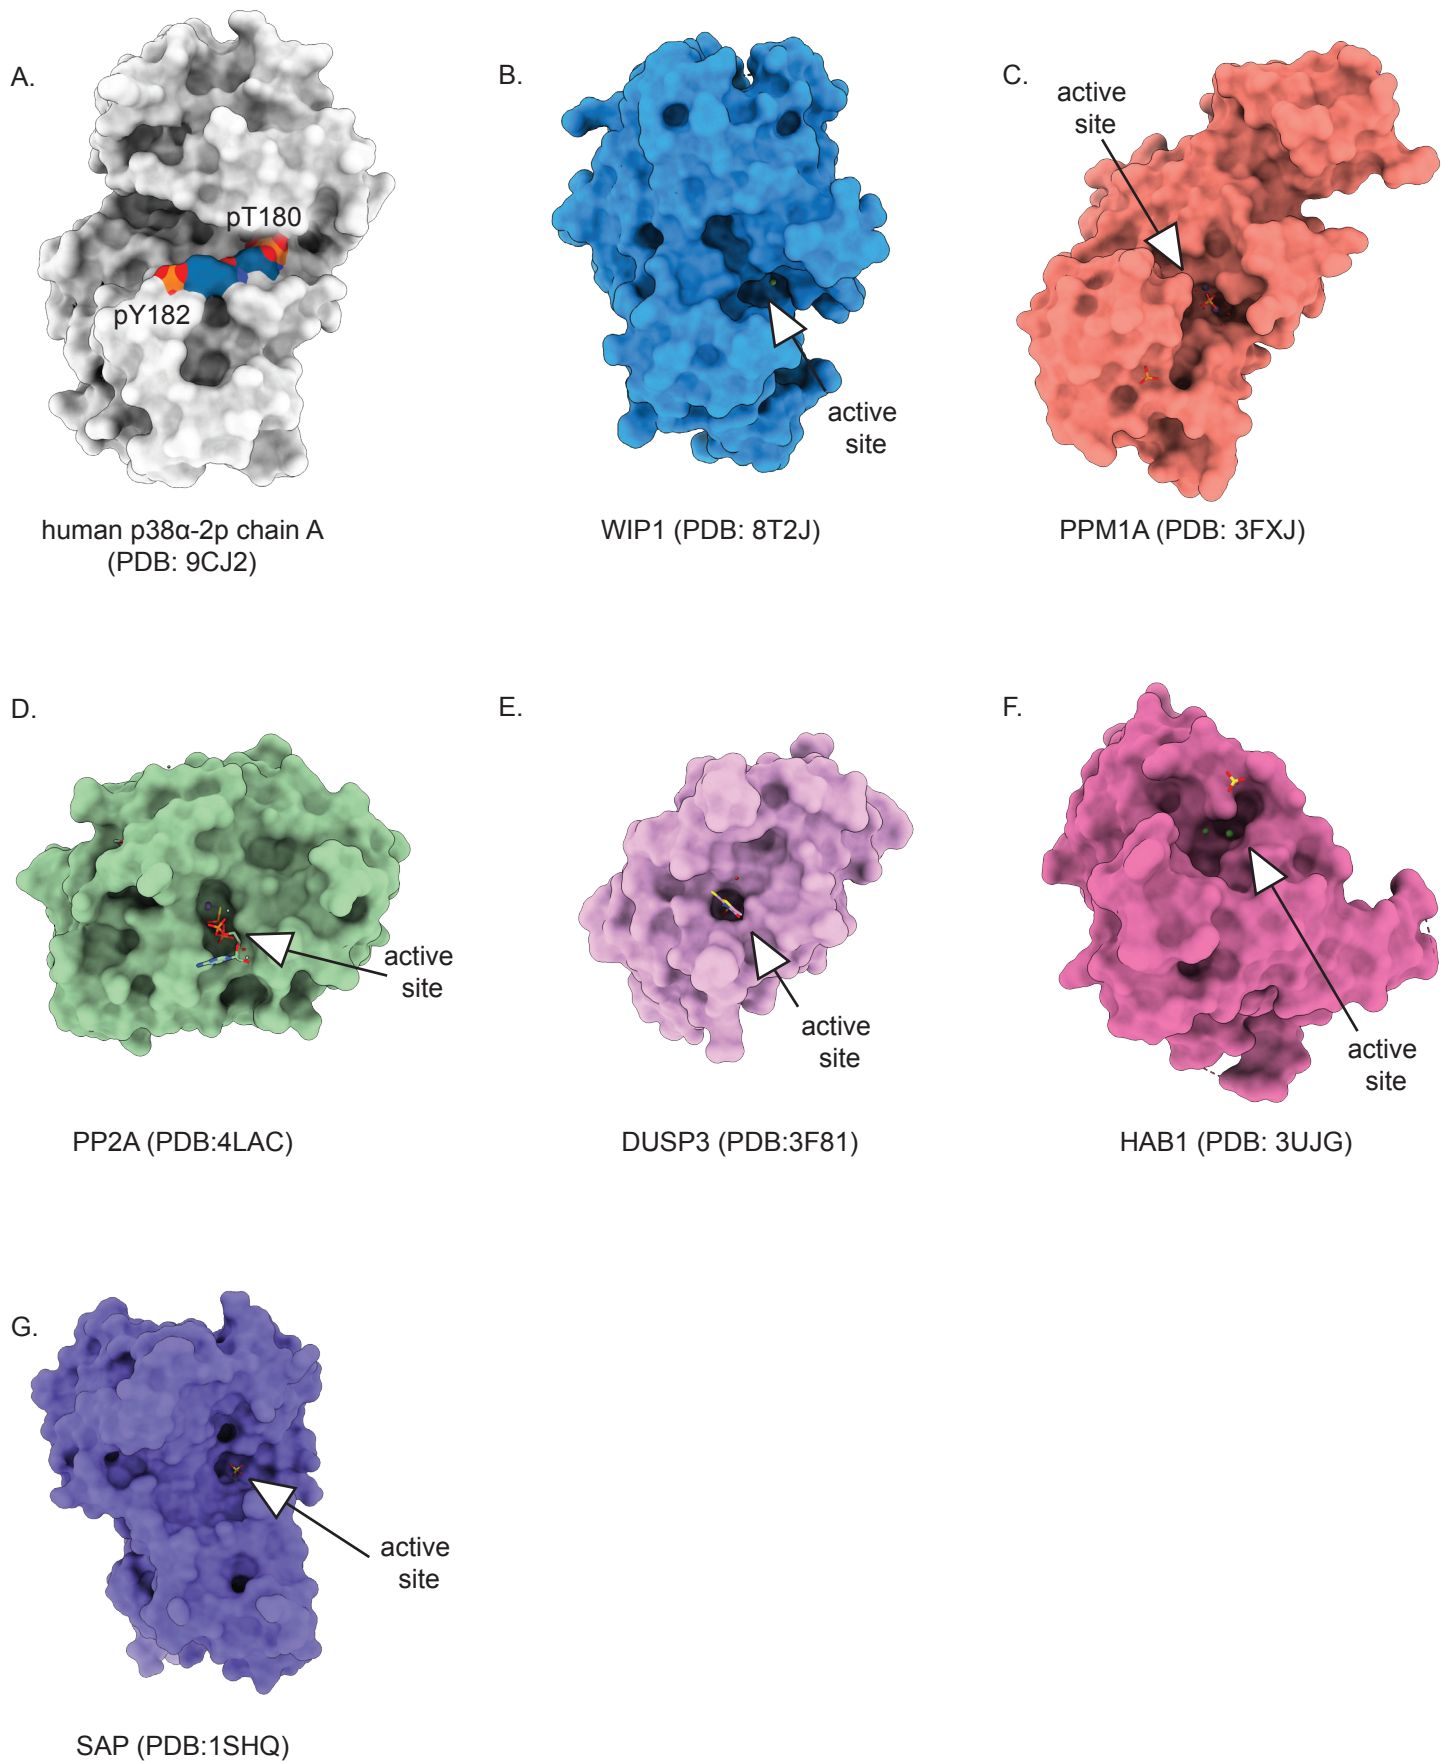 A.
pT180
pY182
human p38α-2p chain A
(PDB: 9CJ2)
B.
active
site
WIP1 (PDB: 8T2J)
C.
active
site
PPM1A (PDB: 3FXJ)
D.
active
site
PP2A (PDB:4LAC)
E.
active
site
DUSP3 (PDB:3F81)
F.
active
site
HAB1 (PDB: 3UJG)
G.
active
site
SAP (PDB:1SHQ)